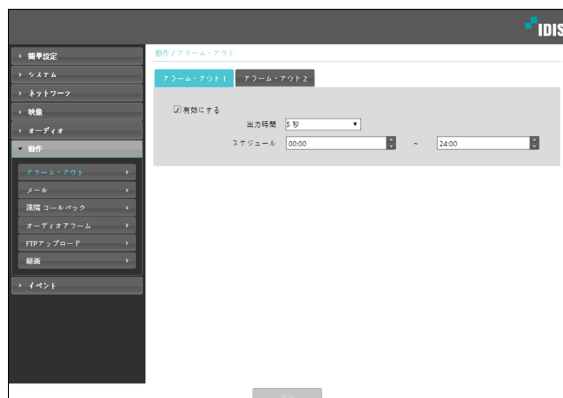 IDIS
簡単設定
システム
ネットワーク
映像
オーディオ
動作
アラーム・アウト
メール
遠隔 コールバック
オーディオアラーム
FTPアップロード
録画
イベント
動作 / アラーム・アウト
アラーム・アウト 1 アラーム・アウト 2
有効にする
出力時間 5 秒
スケジュール 00:00 ~ 24:00